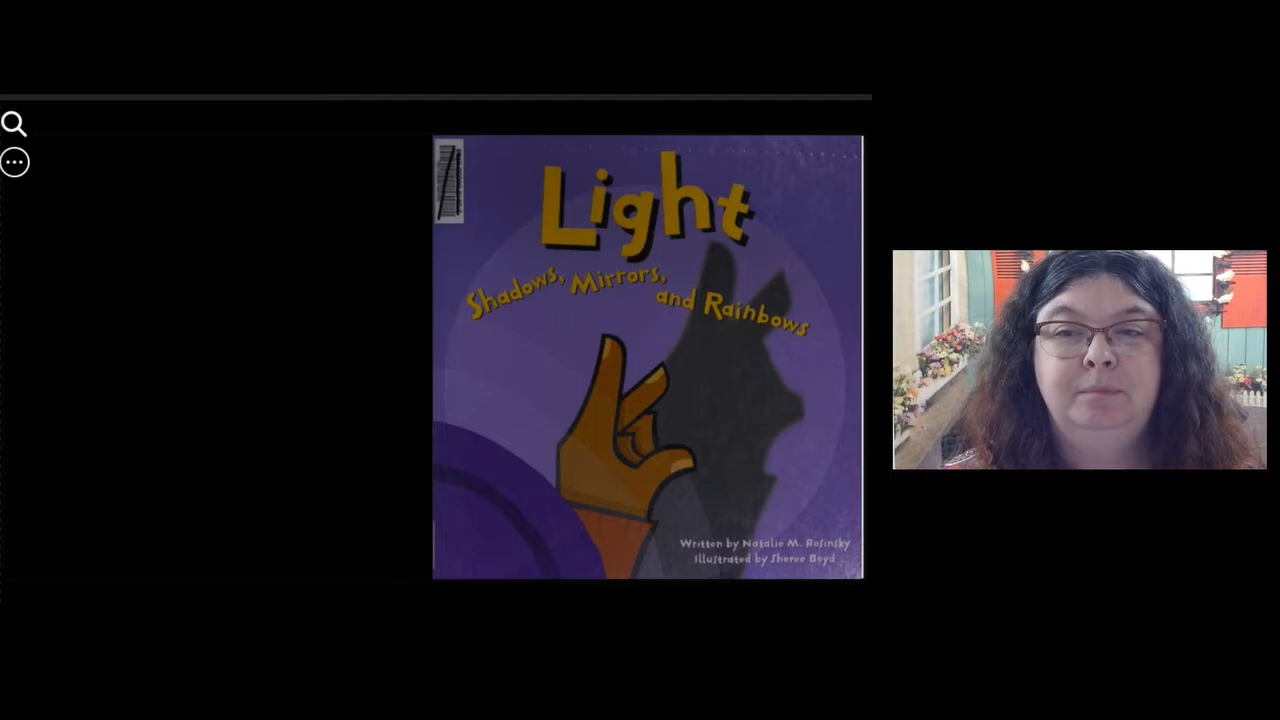 Light
Shadows, Mirrors,
and Rainbows
Written by Natalie M. Rosinsky
Illustrated by Sheree Boyd